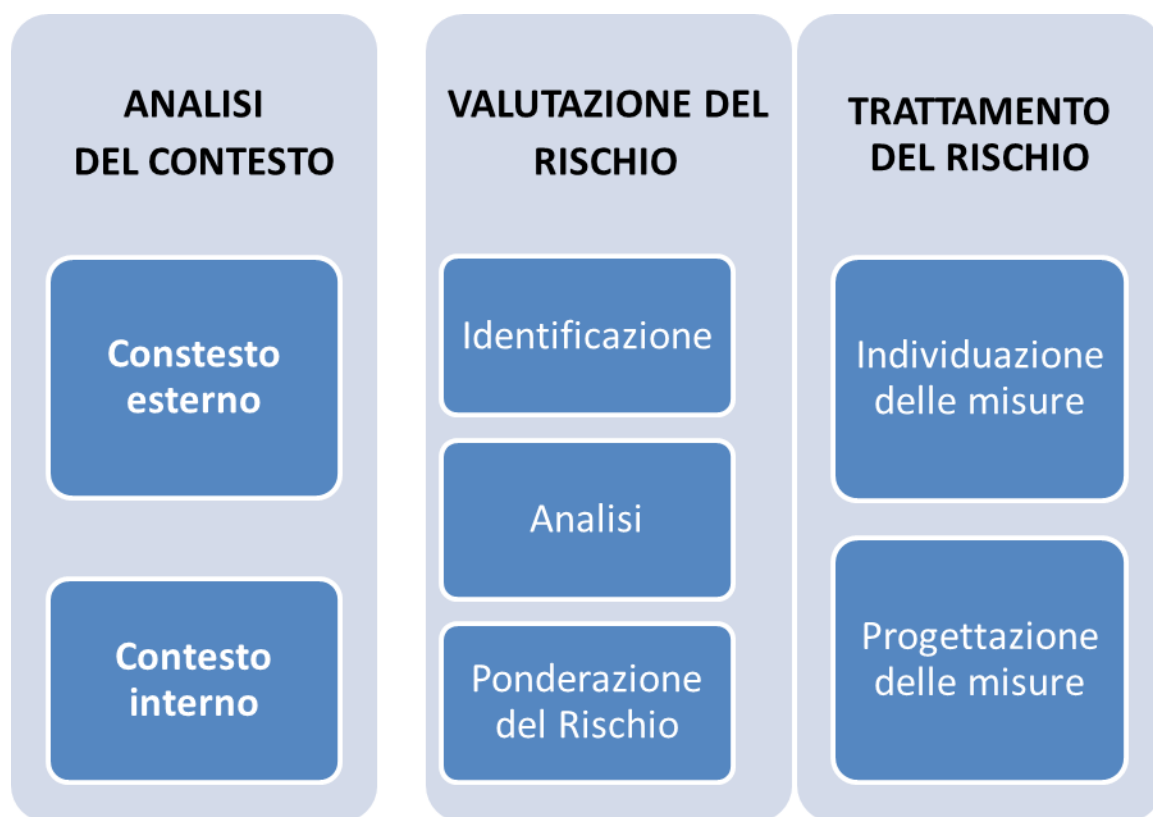 ANALISI
DEL CONTESTO
Constesto
esterno
Contesto
interno
VALUTAZIONE DEL
RISCHIO
Identificazione
Analisi
Ponderazione
del Rischio
TRATTAMENTO
DEL RISCHIO
Individuazione
delle misure
Progettazione
delle misure